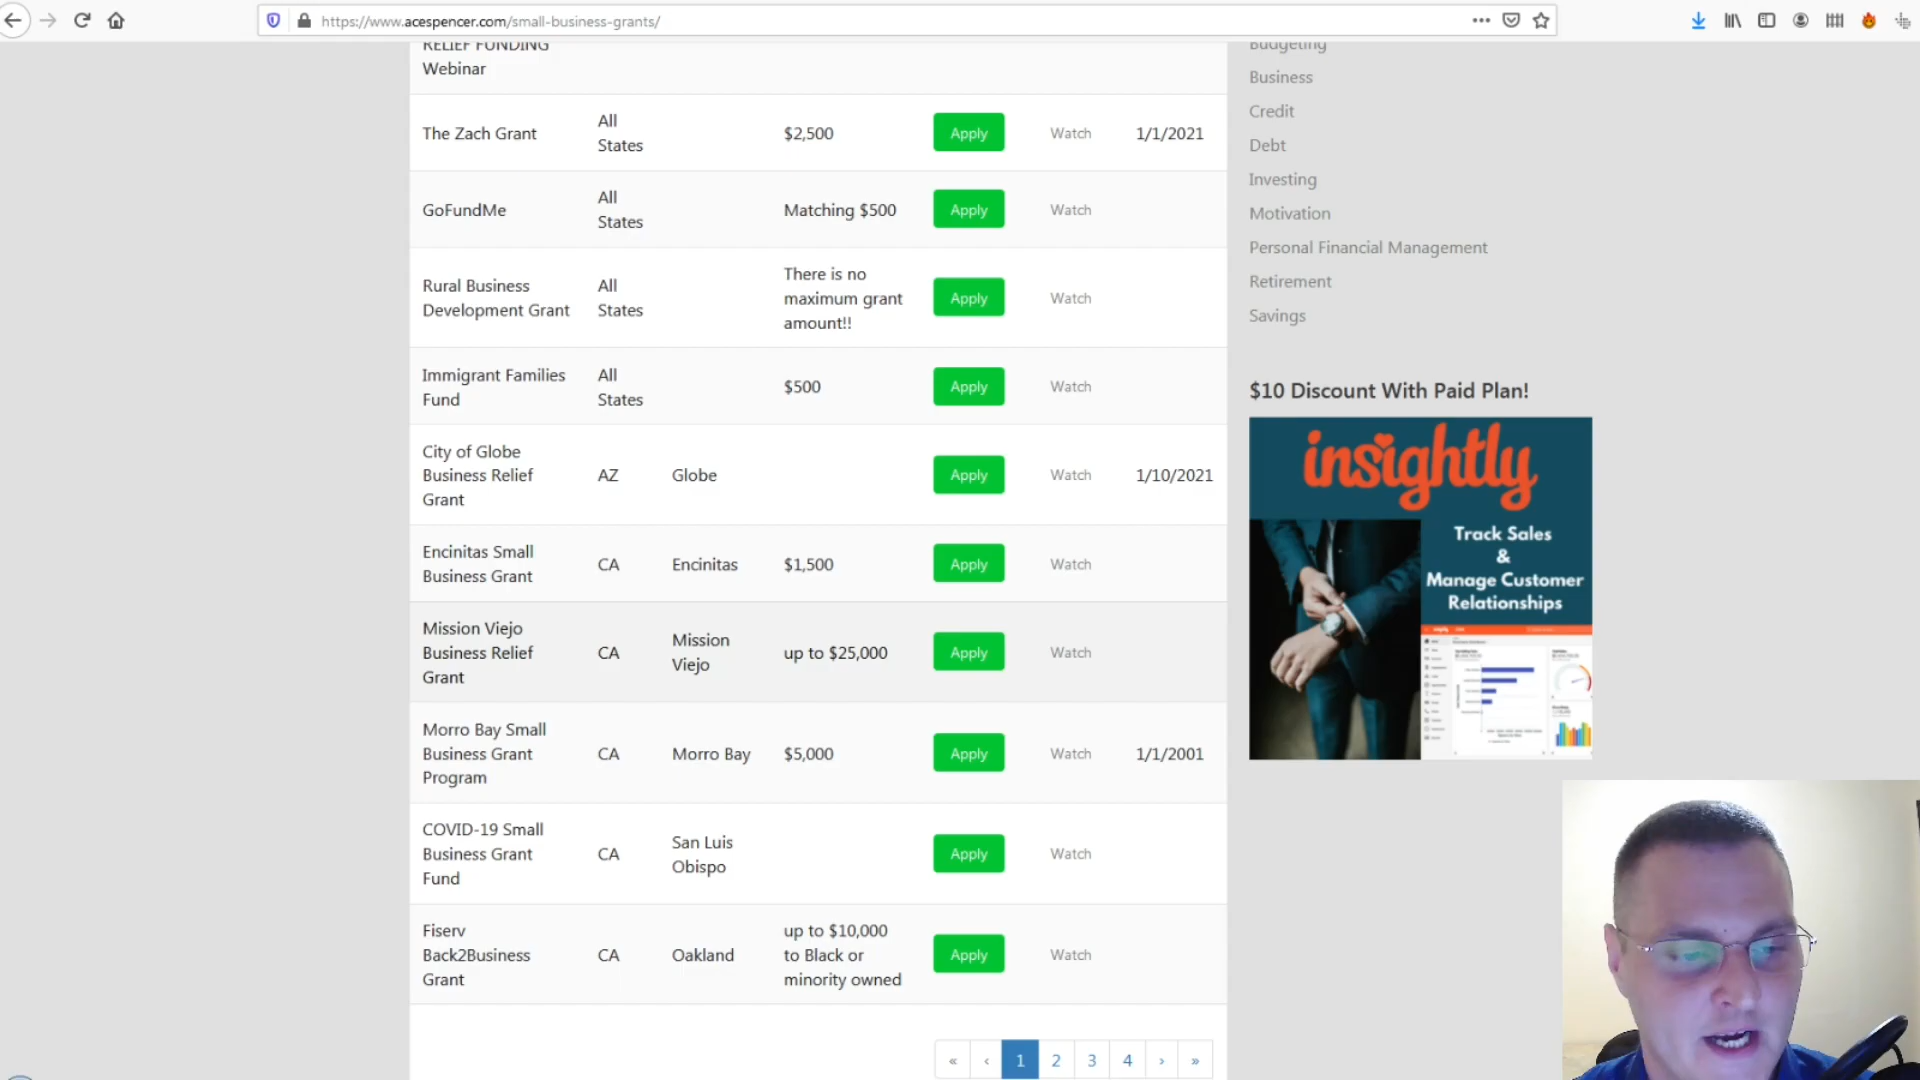 https://www.acespencer.com/small-business-grants/
RELIEF FUNDING
Webinar
The Zach Grant
All
States
$2,500
Apply
Watch
1/1/2021
GoFundMe
All
States
Matching $500
Apply
Watch
Rural Business
Development Grant
All
States
There is no
maximum grant
amount!!
Apply
Watch
Immigrant Families
Fund
All
States
$500
Apply
Watch
City of Globe
Business Relief
Grant
AZ
Globe
Apply
Watch
1/10/2021
Encinitas Small
Business Grant
CA
Encinitas
$1,500
Apply
Watch
Mission Viejo
Business Relief
Grant
CA
Mission
Viejo
up to $25,000
Apply
Watch
Morro Bay Small
Business Grant
Program
CA
Morro Bay
$5,000
Apply
Watch
1/1/2001
COVID-19 Small
Business Grant
Fund
CA
San Luis
Obispo
Apply
Watch
Fiserv
Back2Business
Grant
CA
Oakland
up to $10,000
to Black or
minority owned
Apply
Watch
« ‹ 1 2 3 4 › »
Budgeting
Business
Credit
Debt
Investing
Motivation
Personal Financial Management
Retirement
Savings
$10 Discount With Paid Plan!
insightly
Track Sales
&
Manage Customer
Relationships